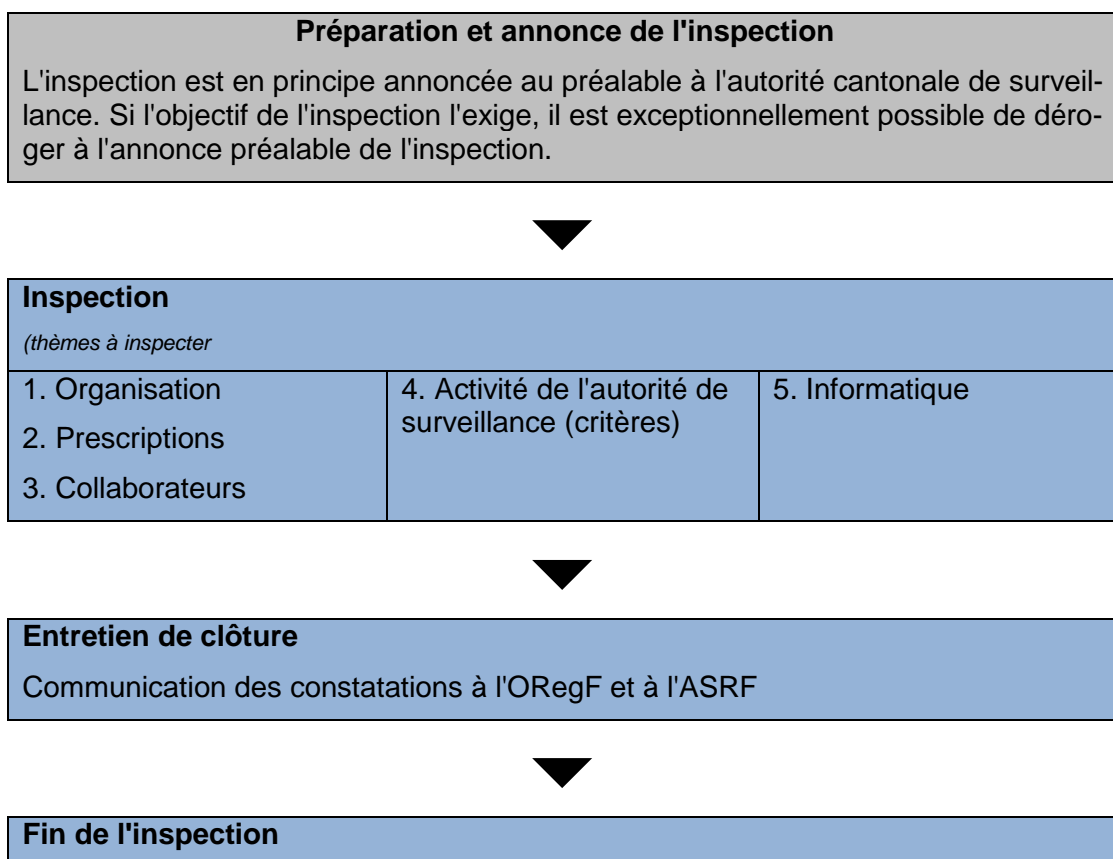 Préparation et annonce de l'inspection
L'inspection est en principe annoncée au préalable à l'autorité cantonale de surveil-
lance. Si l'objectif de l'inspection l'exige, il est exceptionnellement possible de déro-
ger à l'annonce préalable de l'inspection.
Inspection
(thèmes à inspecter
1. Organisation
2. Prescriptions
3. Collaborateurs
4. Activité de l'autorité de
surveillance (critères)
5. Informatique
Entretien de clôture
Communication des constatations à l'ORegF et à l'ASRF
Fin de l'inspection